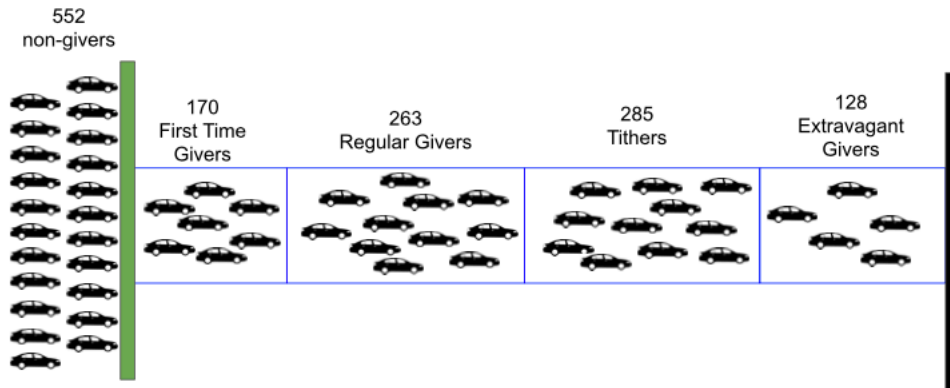 552
non-givers
170
First Time
Givers
263
Regular Givers
285
Tithers
128
Extravagant
Givers